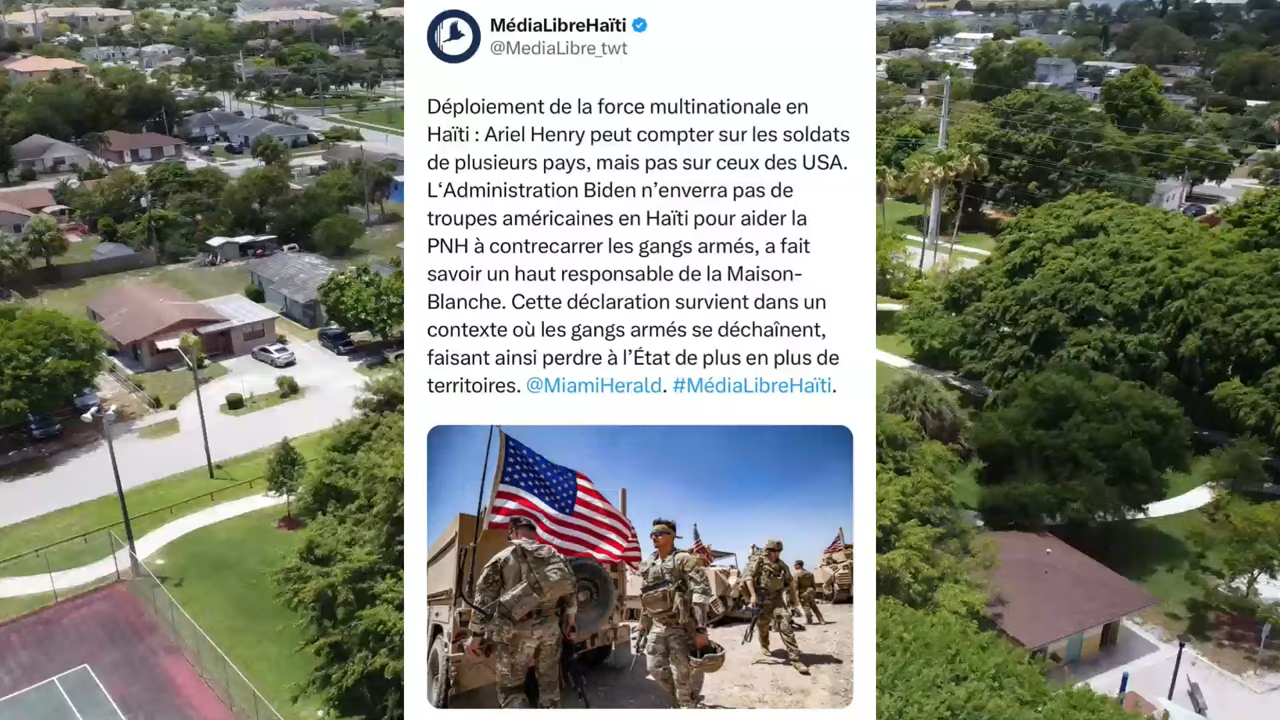 MédiaLibreHaïti
@MediaLibre_twt
Déploiement de la force multinationale en
Haïti : Ariel Henry peut compter sur les soldats
de plusieurs pays, mais pas sur ceux des USA.
L‘Administration Biden n’enverra pas de
troupes américaines en Haïti pour aider la
PNH à contrecarrer les gangs armés, a fait
savoir un haut responsable de la Maison-
Blanche. Cette déclaration survient dans un
contexte où les gangs armés se déchaînent,
faisant ainsi perdre à l’État de plus en plus de
territoires. @MiamiHerald. #MédiaLibreHaïti.